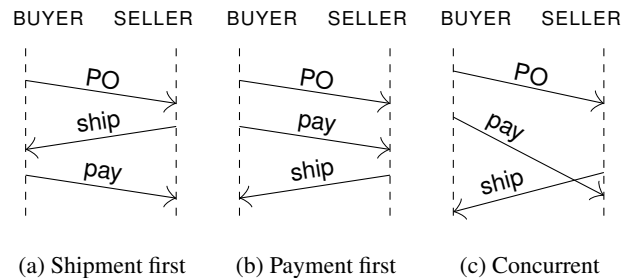 BUYER SELLER BUYER SELLER BUYER SELLER
PO PO PO
ship pay pay
pay ship ship
(a) Shipment first (b) Payment first (c) Concurrent